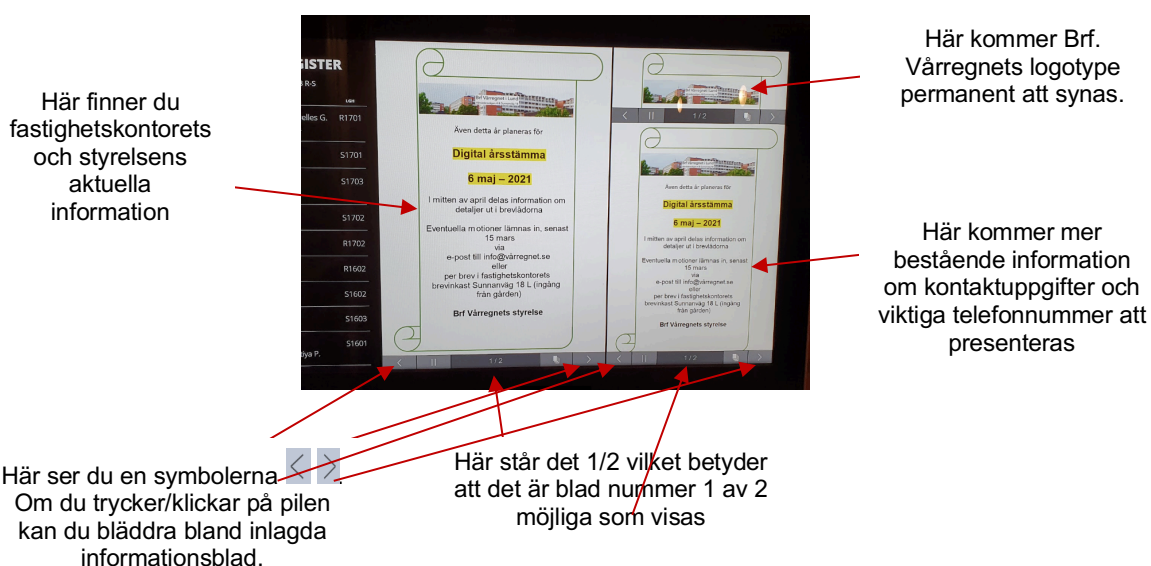 Här finner du
fastighetskontorets
och styrelsens
aktuella
information
Här kommer Brf.
Vårregnets logotype
permanent att synas.
Här kommer mer
bestående information
om kontaktuppgifter och
viktiga telefonnummer att
presenteras
Här ser du en symbolerna < >.
Om du trycker/klickar på pilen
kan du bläddra bland inlagda
informationsblad.
Här står det 1/2 vilket betyder
att det är blad nummer 1 av 2
möjliga som visas
GISTER
R-S
LGH
elles G. R1701
S1701
S1703
S1702
R1702
R1602
S1602
S1603
S1601
tiya P.
Brf Vårregnet i Lund
Även detta år planeras för
Digital årsstämma
6 maj – 2021
I mitten av april delas information om
detaljer ut i brevlådorna
Eventuella motioner lämnas in, senast
15 mars
via
e-post till info@vårregnet.se
eller
per brev i fastighetskontorets
brevinkast Sunnanväg 18 L (ingång
från gården)
Brf Vårregnets styrelse
< 1/2 >
< 1/2 >
Även detta år planeras för
Digital årsstämma
6 maj – 2021
I mitten av april delas information om
detaljer ut i brevlådorna
Eventuella motioner lämnas in, senast
15 mars
via
e-post till info@vårregnet.se
eller
per brev i fastighetskontorets
brevinkast Sunnanväg 18 L (ingång
från gården)
Brf Vårregnets styrelse
< 1/2 >